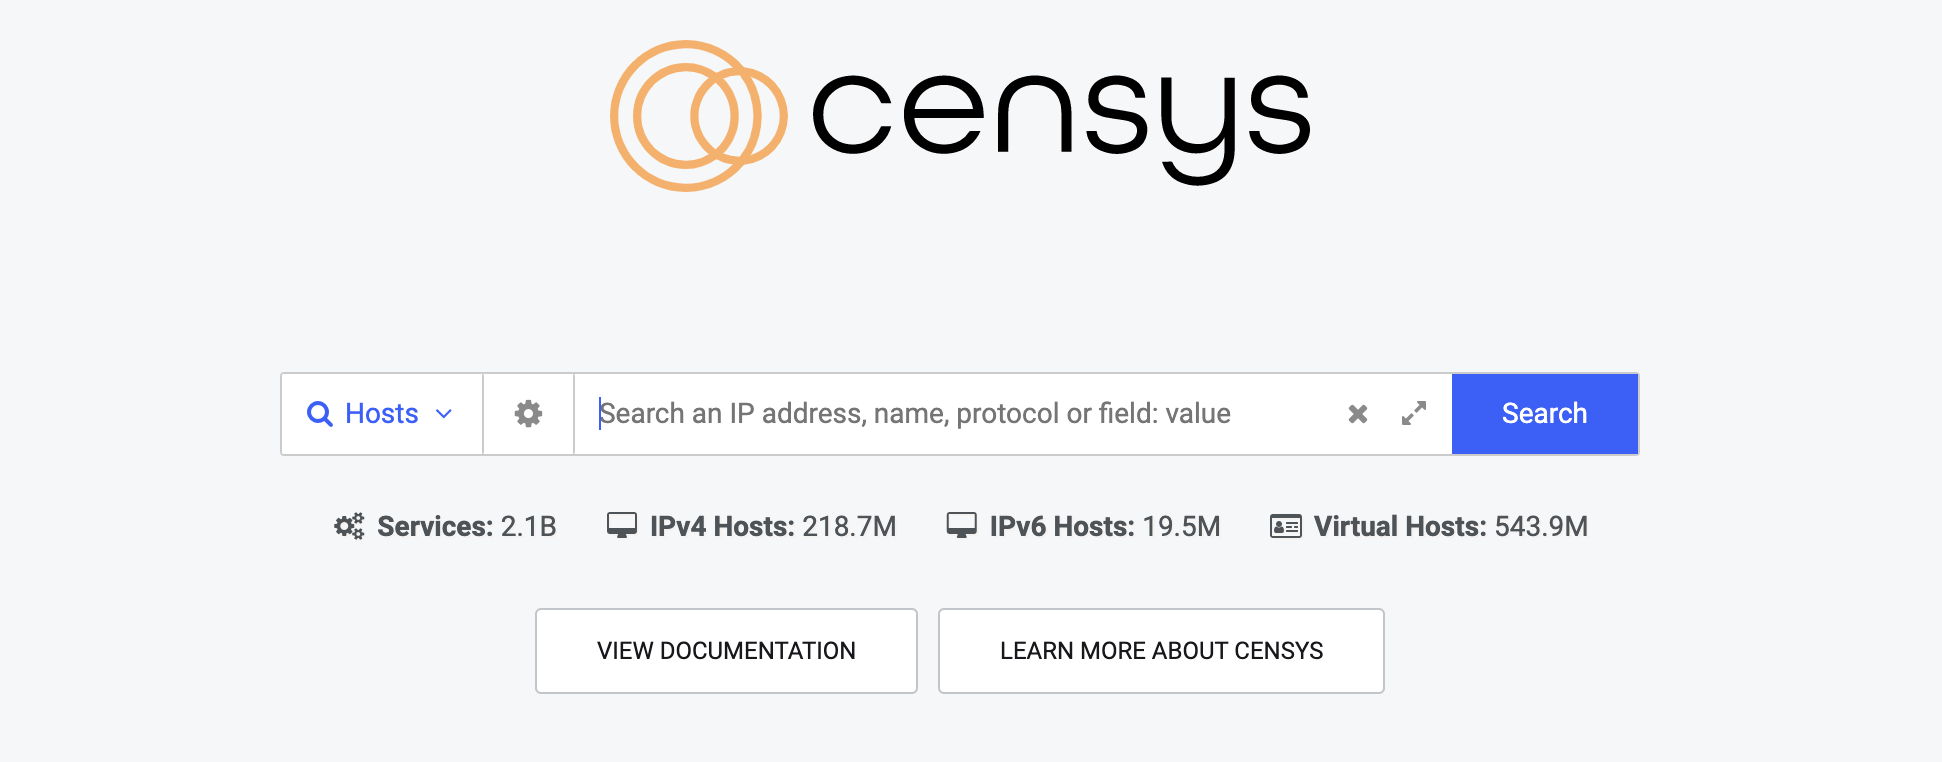 censys
Hosts Search an IP address, name, protocol or field: value Search
Services: 2.1B IPv4 Hosts: 218.7M IPv6 Hosts: 19.5M Virtual Hosts: 543.9M
VIEW DOCUMENTATION LEARN MORE ABOUT CENSYS